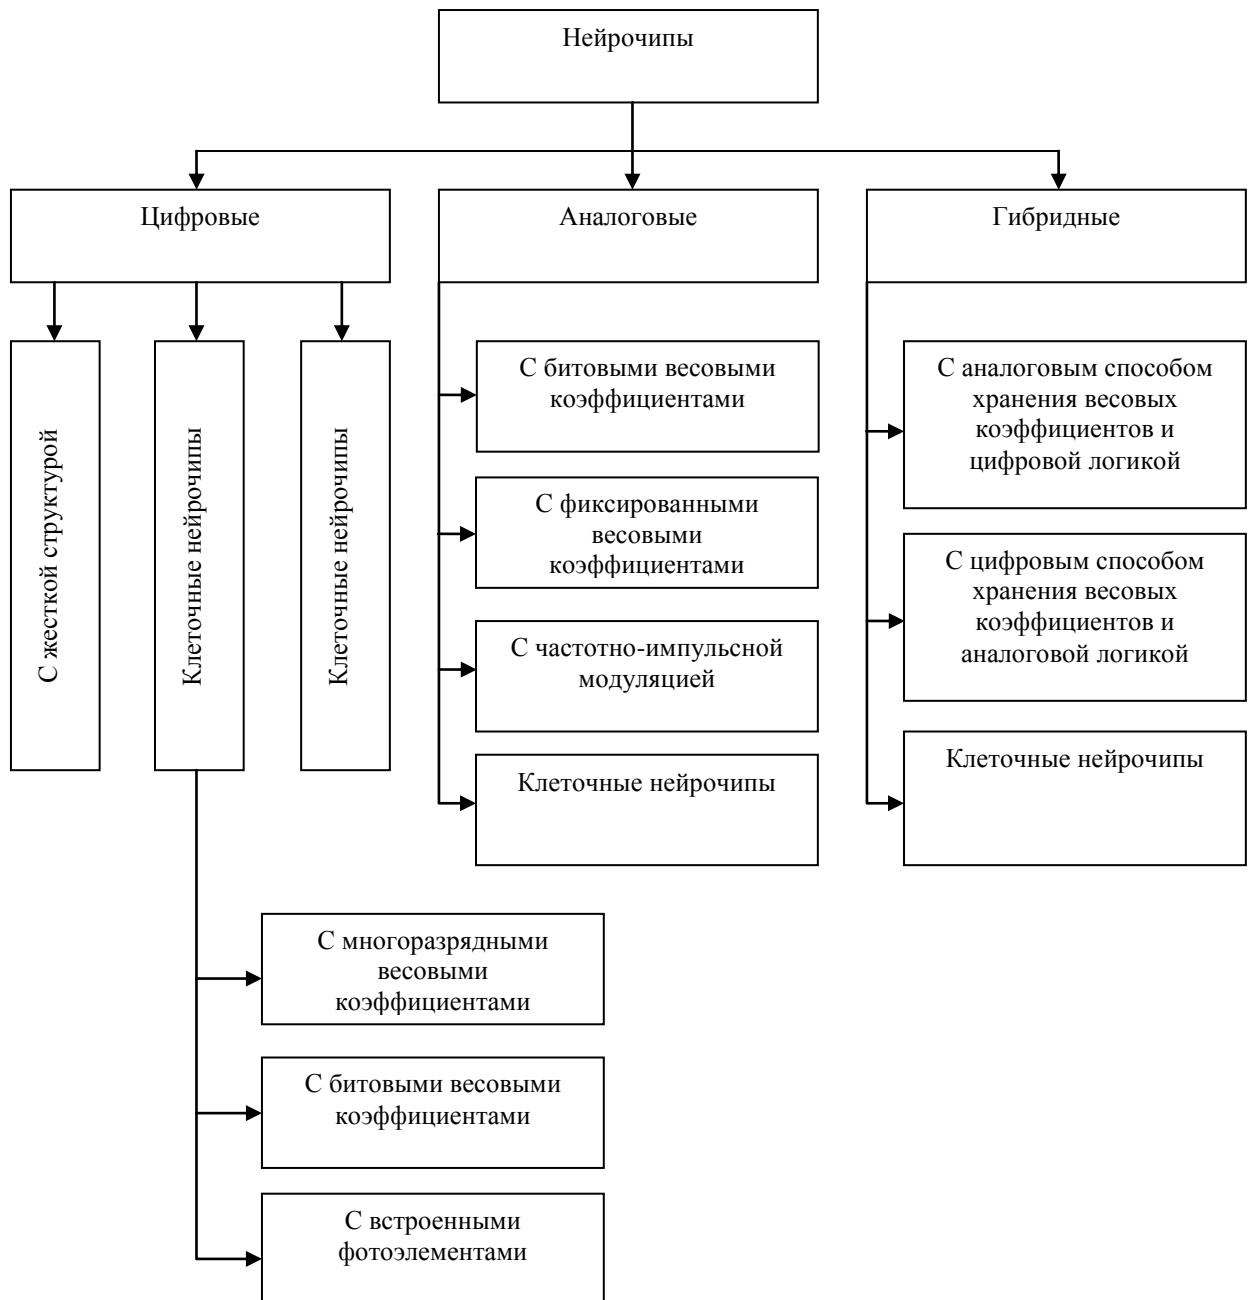 Нейрочипы
Цифровые
Аналоговые
Гибридные
С жесткой структурой
Клеточные нейрочипы
Клеточные нейрочипы
С битовыми весовыми
коэффициентами
С фиксированными
весовыми
коэффициентами
С частотно-импульсной
модуляцией
Клеточные нейрочипы
С аналоговым способом
хранения весовых
коэффициентов и
цифровой логикой
С цифровым способом
хранения весовых
коэффициентов и
аналоговой логикой
Клеточные нейрочипы
С многоразрядными
весовыми
коэффициентами
С битовыми весовыми
коэффициентами
С встроенными
фотоэлементами